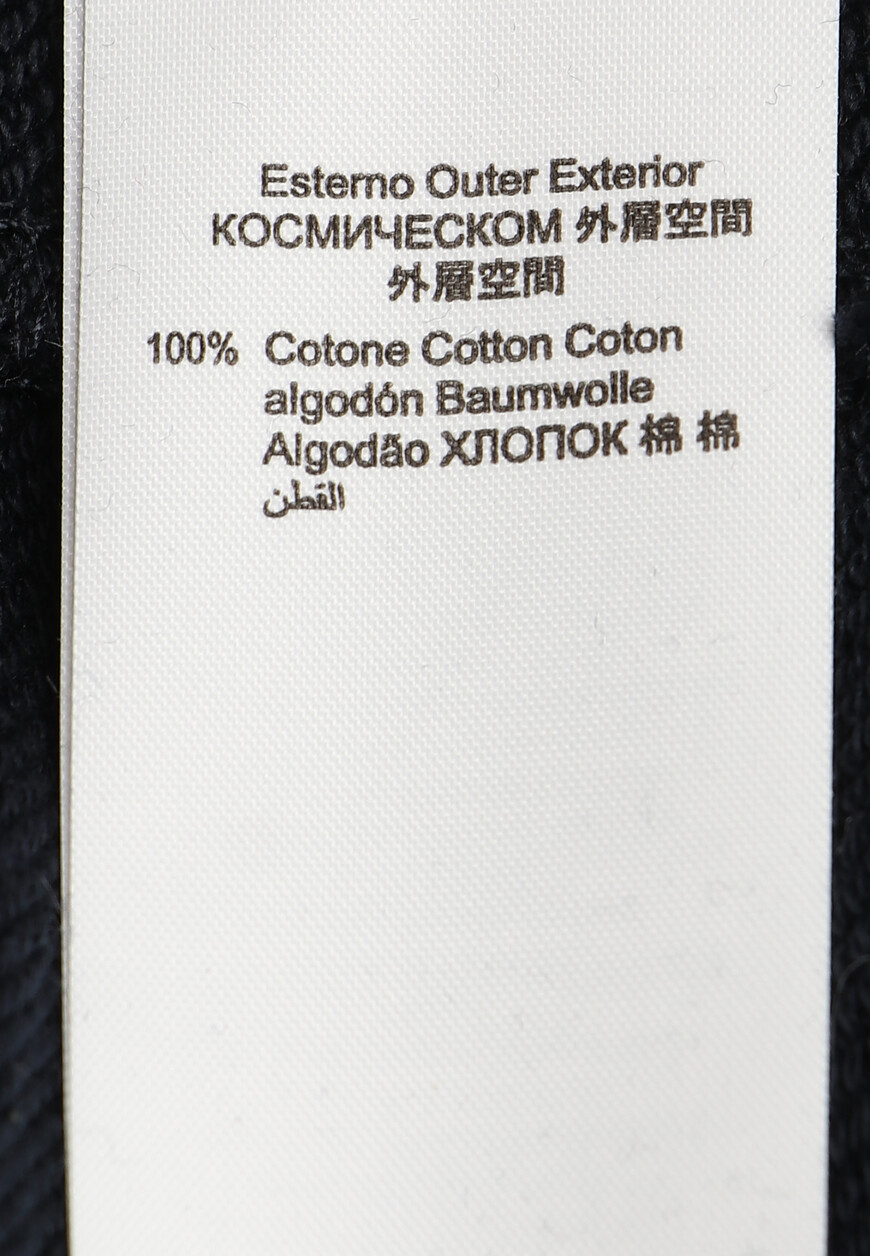 Esterno Outer Exterior
КОСМИЧЕСКОМ 外層空間
外層空間
100% Cotone Cotton Coton
algodón Baumwolle
Algodão ХЛОПОК 棉 棉
القطن